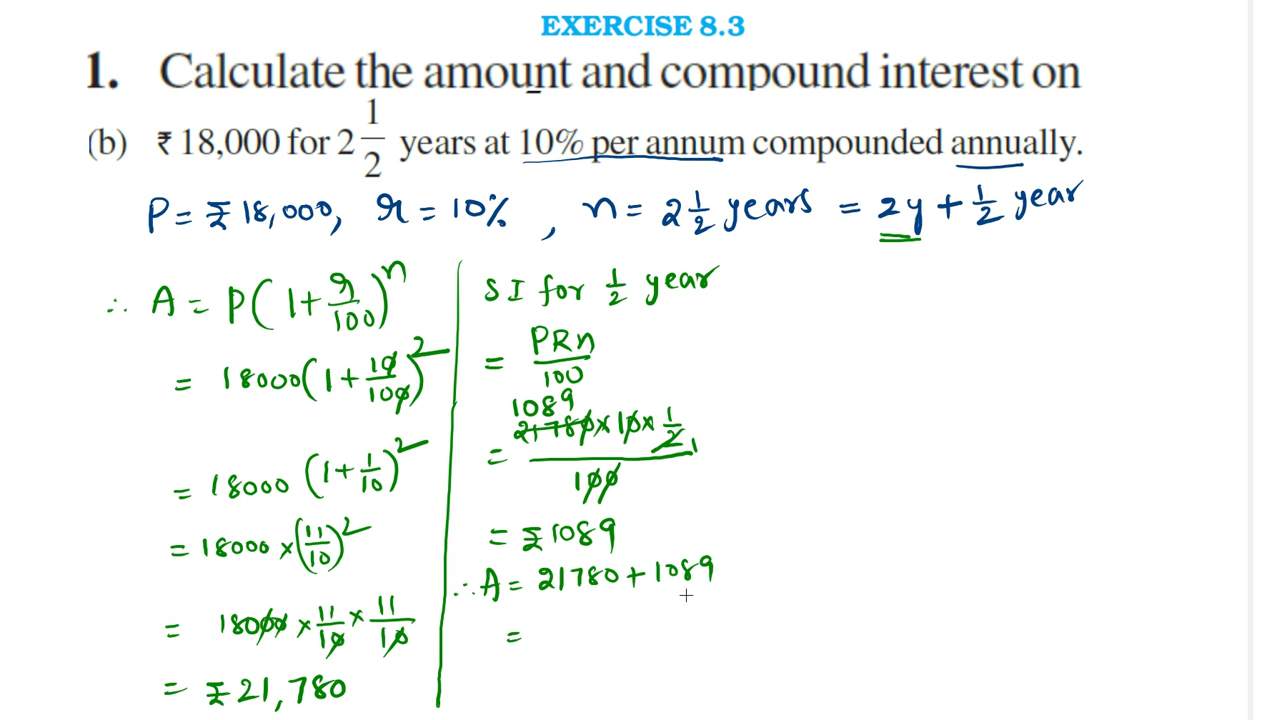 EXERCISE 8.3
1. Calculate the amount and compound interest on
(b) ₹ 18,000 for 2 1/2 years at 10% per annum compounded annually.
P = ₹ 18,000, r = 10%, n = 2 1/2 years = 2y + 1/2 year
∴ A = P(1 + r/100)^n
= 18000(1 + 10/100)^2
= 18000 (1 + 1/10)^2
= 18000 × (11/10)^2
= 18000 × 11/10 × 11/10
= ₹ 21,780
SI for 1/2 year
= PRn/100
1089
= 21780 × 10 × 1/2 / 100
1
= ₹ 1089
∴ A = 21780 + 1089
=